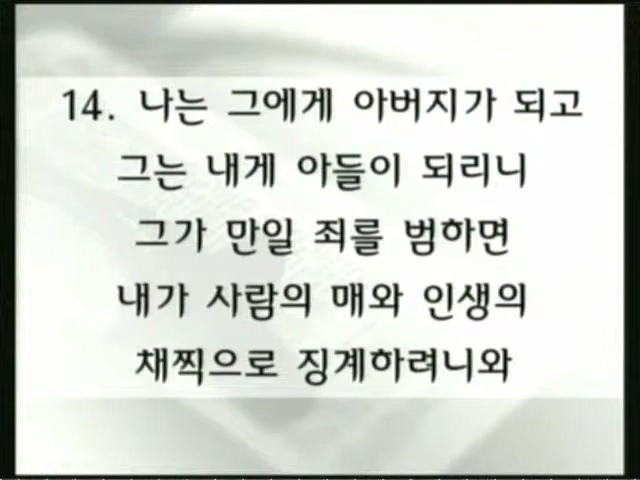 14. 나는 그에게 아버지가 되고
그는 내게 아들이 되리니
그가 만일 죄를 범하면
내가 사람의 매와 인생의
채찍으로 징계하려니와